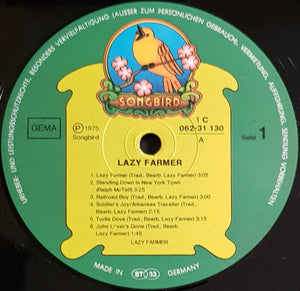 URHEBER- UND LEISTUNGSSCHUTZRECHTE, BESONDERS VERVIELFÄLTIGUNG (AUSSER ZUM PERSÖNLICHEN GEBRAUCH), VERMIETUNG, AUFFÜHRUNG, SENDUNG VORBEHALTEN
SONGBIRD
GEMA
℗ 1975
Songbird
1 C
062-31 130
A
Seite 1
LAZY FARMER
1. Lazy Farmer (Trad., Bearb. Lazy Farmer) 3:05
2. Standing Down In New York Town
(Ralph McTell) 3:25
3. Railroad Boy (Trad., Bearb. Lazy Farmer)
4. Soldier's Joy/Arkansas Traveller (Trad.,
Bearb. Lazy Farmer) 2:15
5. Turtle Dove (Trad., Bearb. Lazy Farmer) 3:15
6. John Lover's Gone (Trad., Bearb.
Lazy Farmer) 1:45
LAZY FARMER
MADE IN
ST 33
GERMANY